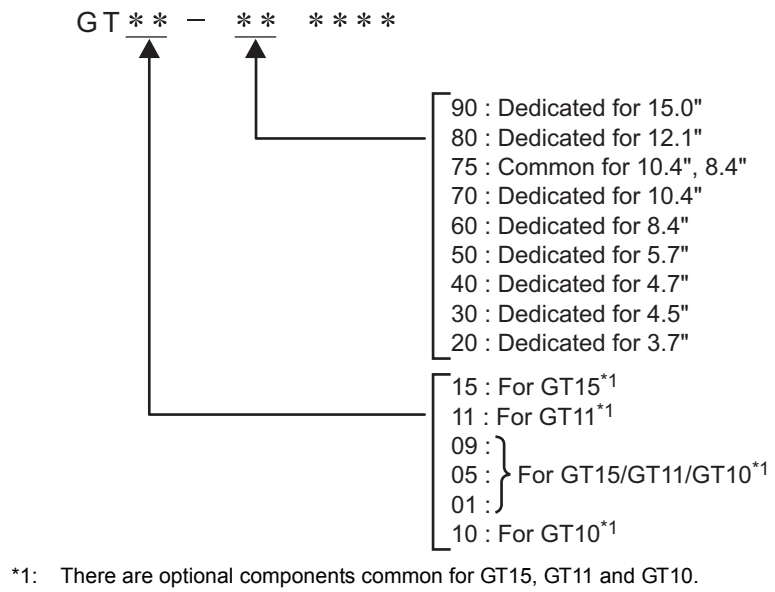 GT** − ** ****
90 : Dedicated for 15.0"
80 : Dedicated for 12.1"
75 : Common for 10.4", 8.4"
70 : Dedicated for 10.4"
60 : Dedicated for 8.4"
50 : Dedicated for 5.7"
40 : Dedicated for 4.7"
30 : Dedicated for 4.5"
20 : Dedicated for 3.7"
15 : For GT15*1
11 : For GT11*1
09 :
05 : For GT15/GT11/GT10*1
01 :
10 : For GT10*1
*1: There are optional components common for GT15, GT11 and GT10.